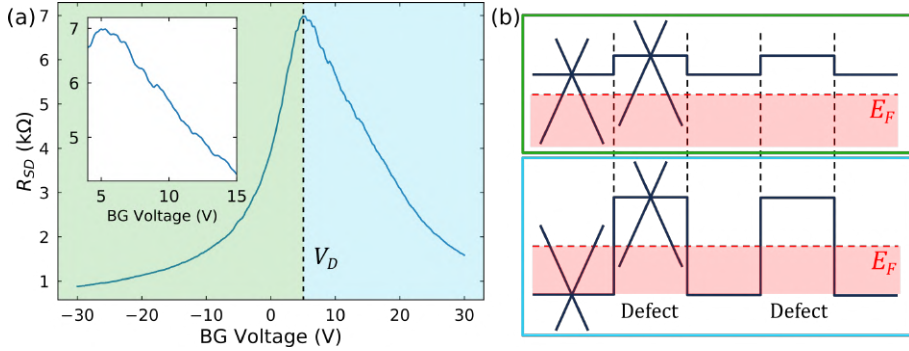 (a)
7
6
5
4
3
2
1
R_SD (kΩ)
7
6
5
5 10 15
BG Voltage (V)
V_D
−30 −20 −10 0 10 20 30
BG Voltage (V)
(b)
E_F
E_F
Defect Defect